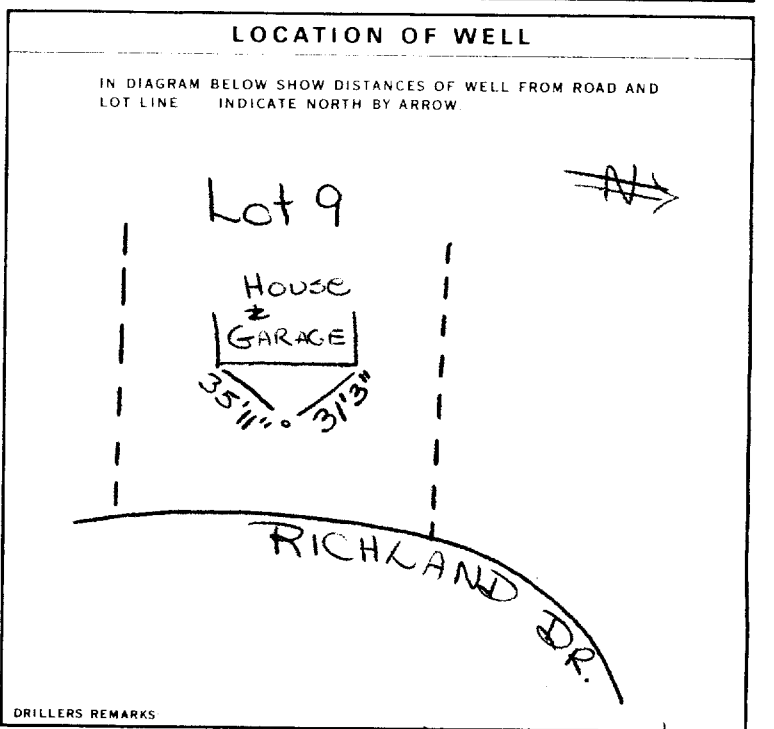 LOCATION OF WELL
IN DIAGRAM BELOW SHOW DISTANCES OF WELL FROM ROAD AND
LOT LINE INDICATE NORTH BY ARROW.
N
Lot 9
HOUSE
&
GARAGE
35'11" 31'3"
RICHLAND DR.
DRILLERS REMARKS